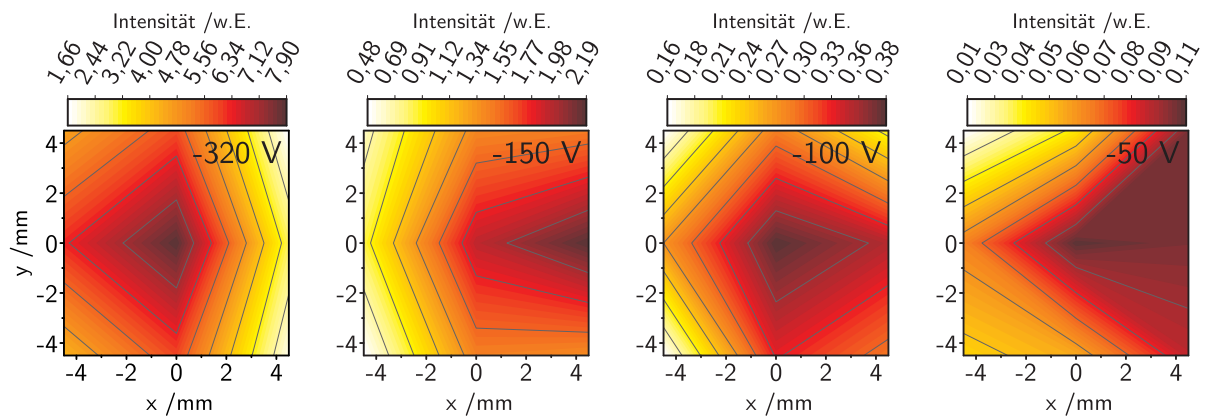 Intensität /w.E. Intensität /w.E. Intensität /w.E. Intensität /w.E.
1,66 2,44 3,22 4,00 4,78 5,56 6,34 7,12 7,90 0,48 0,69 0,91 1,12 1,34 1,55 1,77 1,98 2,19 0,16 0,18 0,21 0,24 0,27 0,30 0,33 0,36 0,38 0,01 0,03 0,04 0,05 0,06 0,07 0,09 0,09 0,11
4 -320 V 4 -150 V 4 -100 V 4 -50 V
2 2 2 2
y /mm
0 0 0 0
-2 -2 -2 -2
-4 -4 -4 -4
-4 -2 0 2 4 -4 -2 0 2 4 -4 -2 0 2 4 -4 -2 0 2 4
x /mm x /mm x /mm x /mm